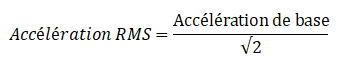 Accélération RMS = Accélération de base / √2